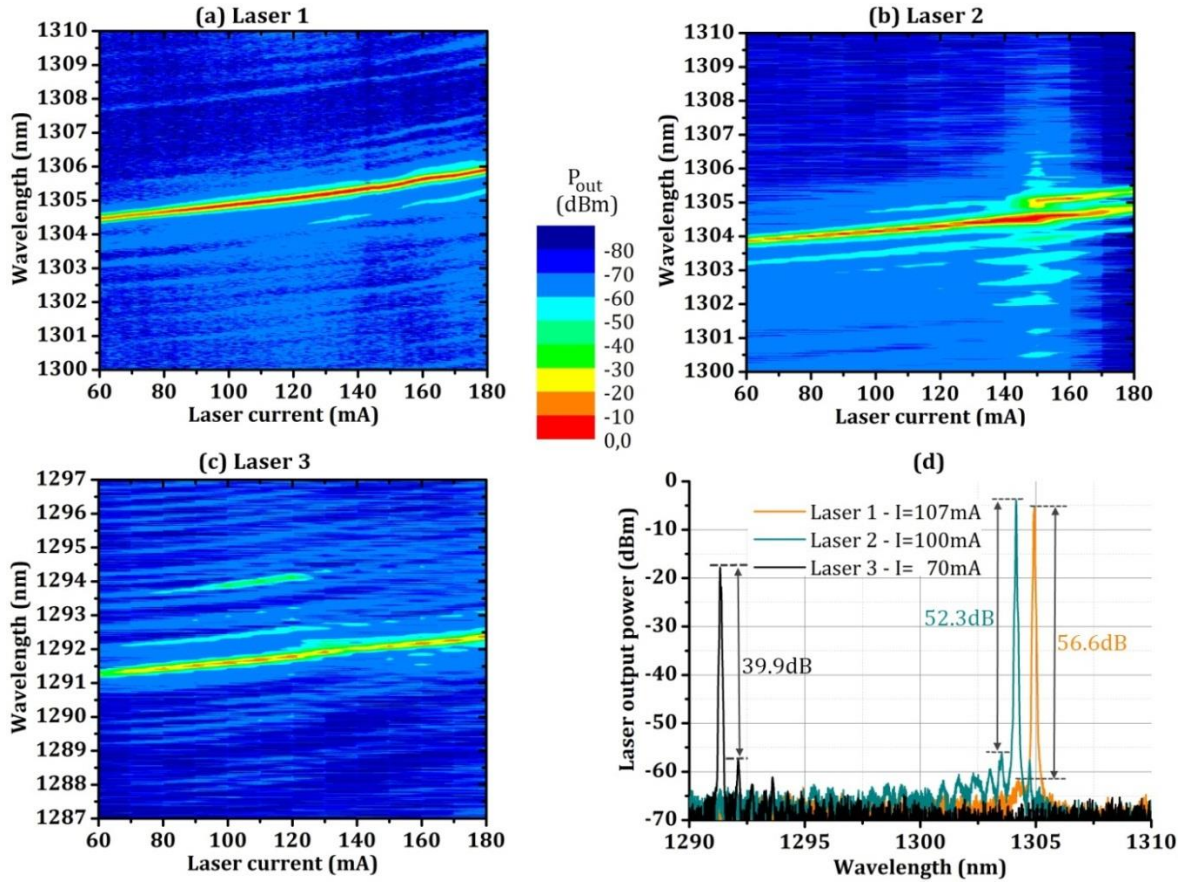 (a) Laser 1
1310
1309
1308
1307
1306
1305
1304
1303
1302
1301
1300
Wavelength (nm)
60 80 100 120 140 160 180
Laser current (mA)
P out
(dBm)
-80
-70
-60
-50
-40
-30
-20
-10
0,0
(b) Laser 2
1310
1309
1308
1307
1306
1305
1304
1303
1302
1301
1300
Wavelength (nm)
60 80 100 120 140 160 180
Laser current (mA)
(c) Laser 3
1297
1296
1295
1294
1293
1292
1291
1290
1289
1288
1287
Wavelength (nm)
60 80 100 120 140 160 180
Laser current (mA)
(d)
0
-10
-20
-30
-40
-50
-60
-70
Laser output power (dBm)
Laser 1 - I=107mA
Laser 2 - I=100mA
Laser 3 - I= 70mA
52.3dB
56.6dB
39.9dB
1290 1295 1300 1305 1310
Wavelength (nm)